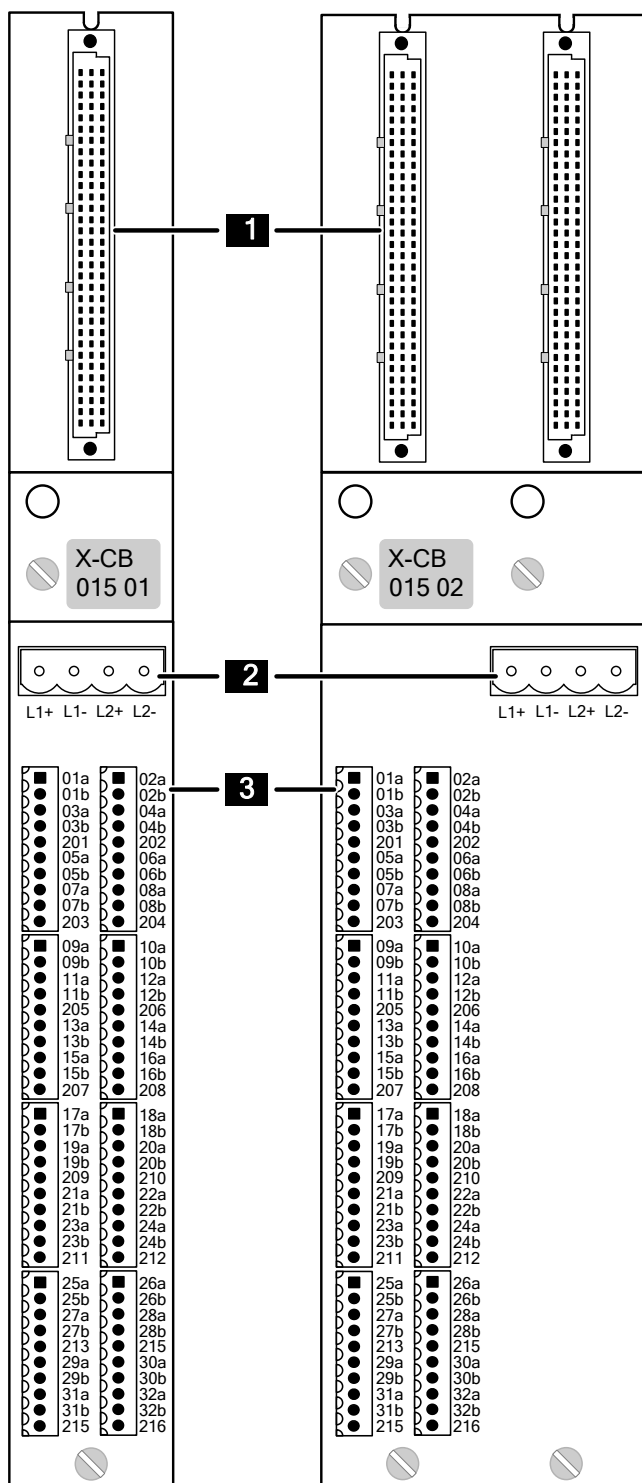 1
X-CB
015 01
X-CB
015 02
2
L1+ L1- L2+ L2-
L1+ L1- L2+ L2-
3
01a 02a
01b 02b
03a 04a
03b 04b
201 202
05a 06a
05b 06b
07a 08a
07b 08b
203 204
09a 10a
09b 10b
11a 12a
11b 12b
205 206
13a 14a
13b 14b
15a 16a
15b 16b
207 208
17a 18a
17b 18b
19a 20a
19b 20b
209 210
21a 22a
21b 22b
23a 24a
23b 24b
211 212
25a 26a
25b 26b
27a 28a
27b 28b
213 215
29a 30a
29b 30b
31a 32a
31b 32b
215 216
01a 02a
01b 02b
03a 04a
03b 04b
201 202
05a 06a
05b 06b
07a 08a
07b 08b
203 204
09a 10a
09b 10b
11a 12a
11b 12b
205 206
13a 14a
13b 14b
15a 16a
15b 16b
207 208
17a 18a
17b 18b
19a 20a
19b 20b
209 210
21a 22a
21b 22b
23a 24a
23b 24b
211 212
25a 26a
25b 26b
27a 28a
27b 28b
213 215
29a 30a
29b 30b
31a 32a
31b 32b
215 216